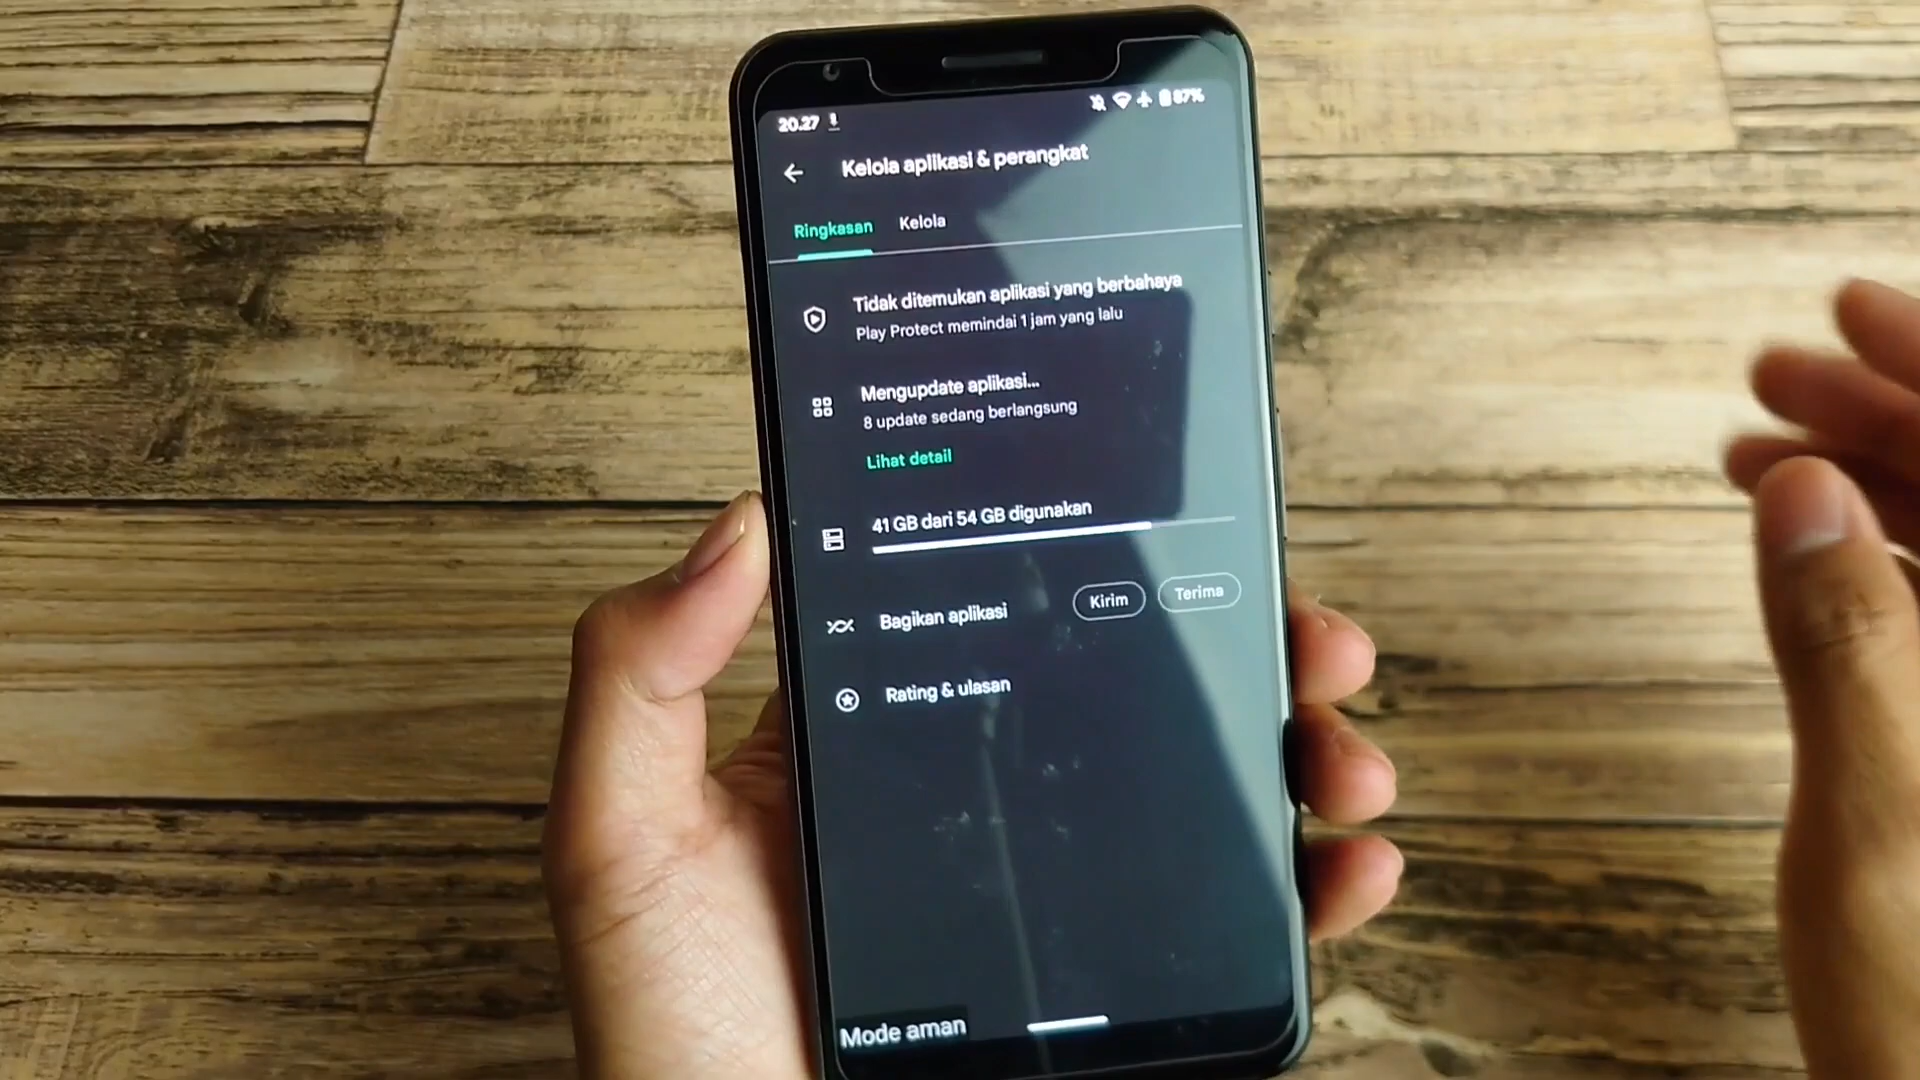 20.27
87%
Kelola aplikasi & perangkat
Ringkasan
Kelola
Tidak ditemukan aplikasi yang berbahaya
Play Protect memindai 1 jam yang lalu
Mengupdate aplikasi...
8 update sedang berlangsung
Lihat detail
41 GB dari 54 GB digunakan
Bagikan aplikasi
Kirim
Terima
Rating & ulasan
Mode aman